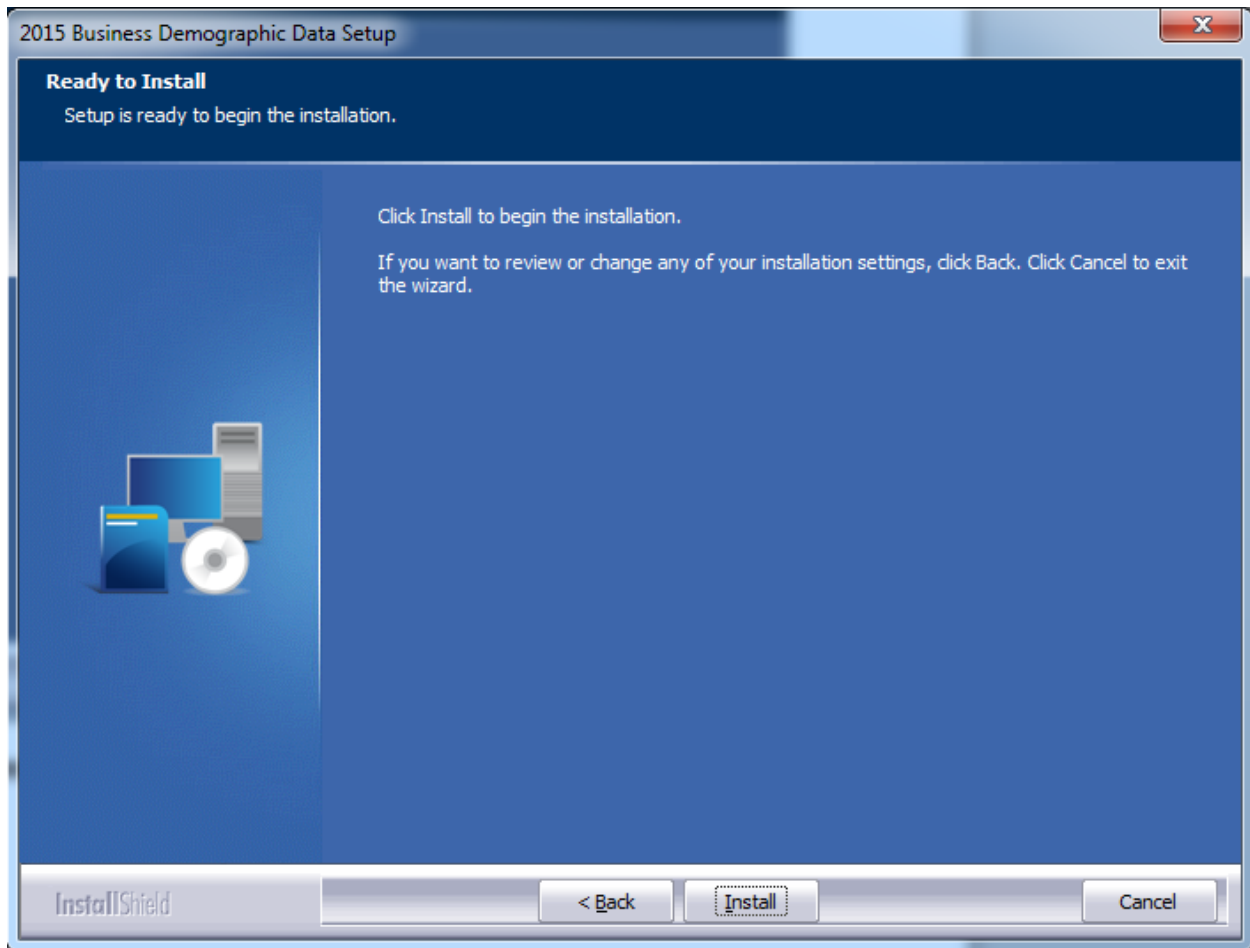 2015 Business Demographic Data Setup
Ready to Install
Setup is ready to begin the installation.
Click Install to begin the installation.
If you want to review or change any of your installation settings, click Back. Click Cancel to exit
the wizard.
InstallShield
< Back
Install
Cancel